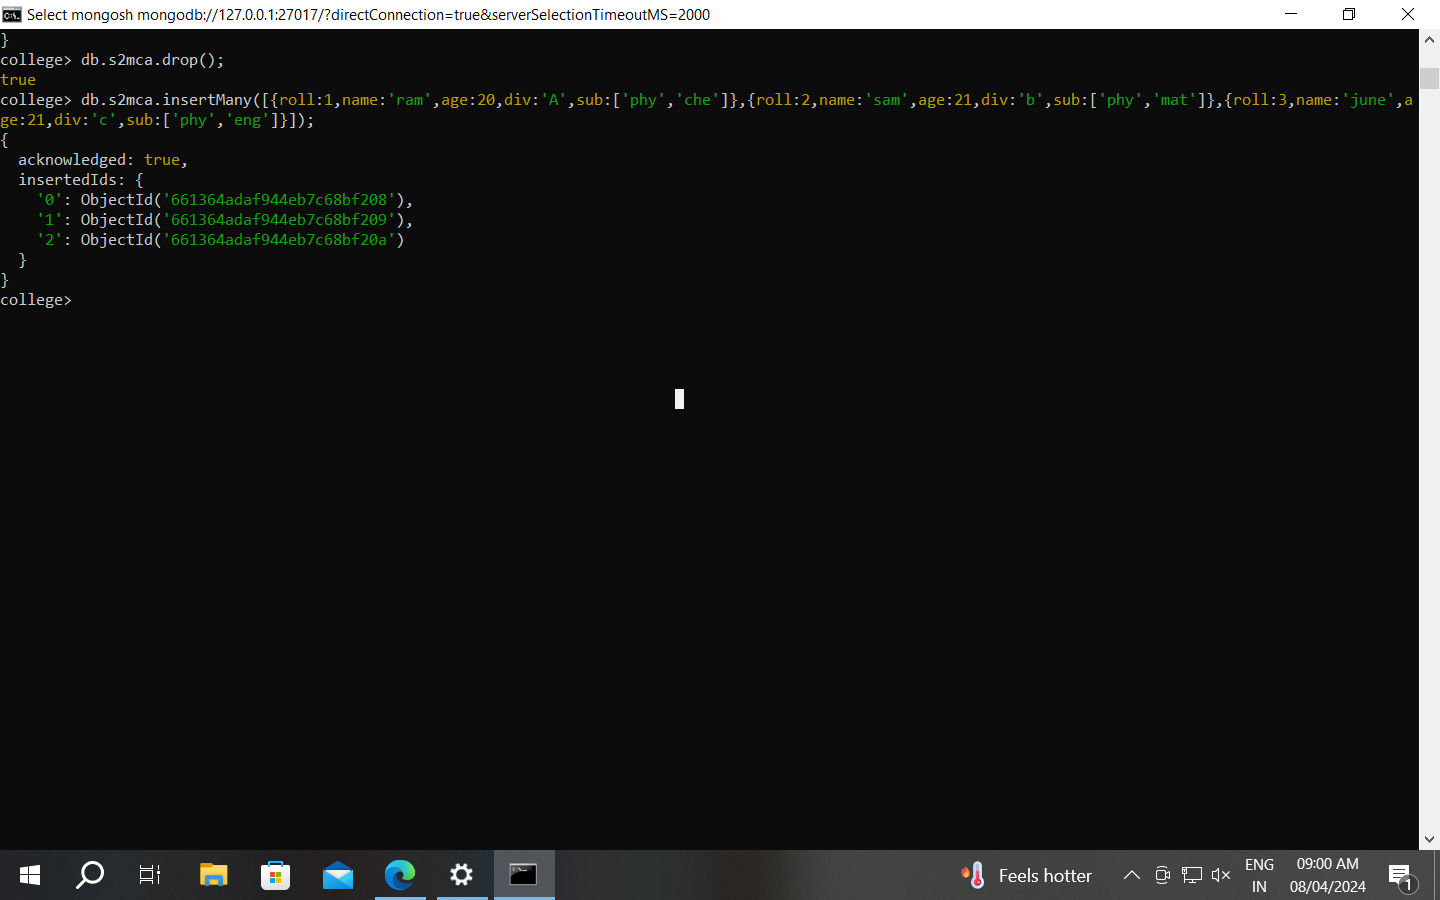 Select mongosh mongodb://127.0.0.1:27017/?directConnection=true&serverSelectionTimeoutMS=2000
}
college> db.s2mca.drop();
true
college> db.s2mca.insertMany([{roll:1,name:'ram',age:20,div:'A',sub:['phy','che']},{roll:2,name:'sam',age:21,div:'b',sub:['phy','mat']},{roll:3,name:'june',a
ge:21,div:'c',sub:['phy','eng']}]);
{
  acknowledged: true,
  insertedIds: {
    '0': ObjectId('661364adaf944eb7c68bf208'),
    '1': ObjectId('661364adaf944eb7c68bf209'),
    '2': ObjectId('661364adaf944eb7c68bf20a')
  }
}
college>
Feels hotter
ENG
IN
09:00 AM
08/04/2024
1